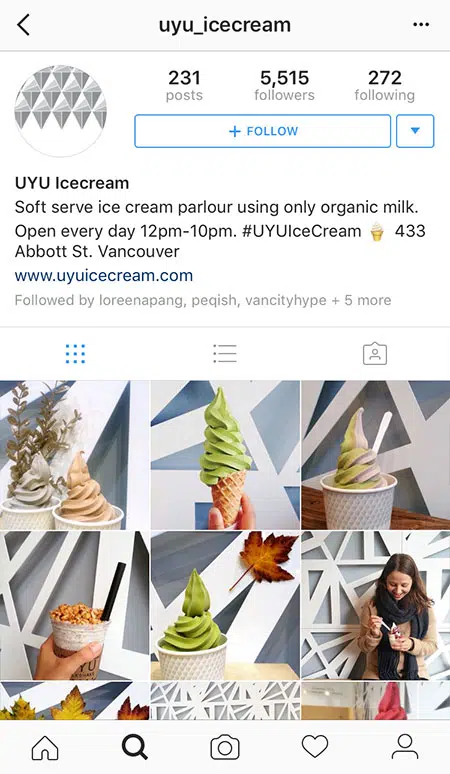 uyu_icecream
231 5,515 272
posts followers following
+ FOLLOW
UYU Icecream
Soft serve ice cream parlour using only organic milk.
Open every day 12pm-10pm. #UYUIceCream 🍦 433
Abbott St. Vancouver
www.uyuicecream.com
Followed by loreenapang, peqish, vancityhype + 5 more
UYU